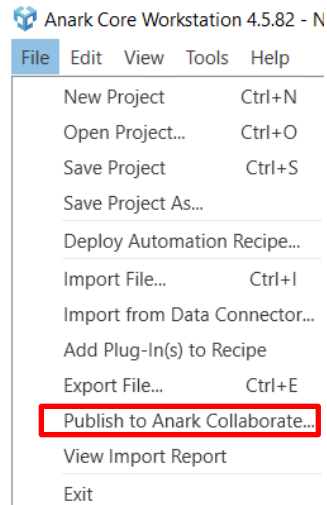 Anark Core Workstation 4.5.82 -
File Edit View Tools Help
New Project Ctrl+N
Open Project... Ctrl+O
Save Project Ctrl+S
Save Project As...
Deploy Automation Recipe...
Import File... Ctrl+I
Import from Data Connector...
Add Plug-In(s) to Recipe
Export File... Ctrl+E
Publish to Anark Collaborate...
View Import Report
Exit